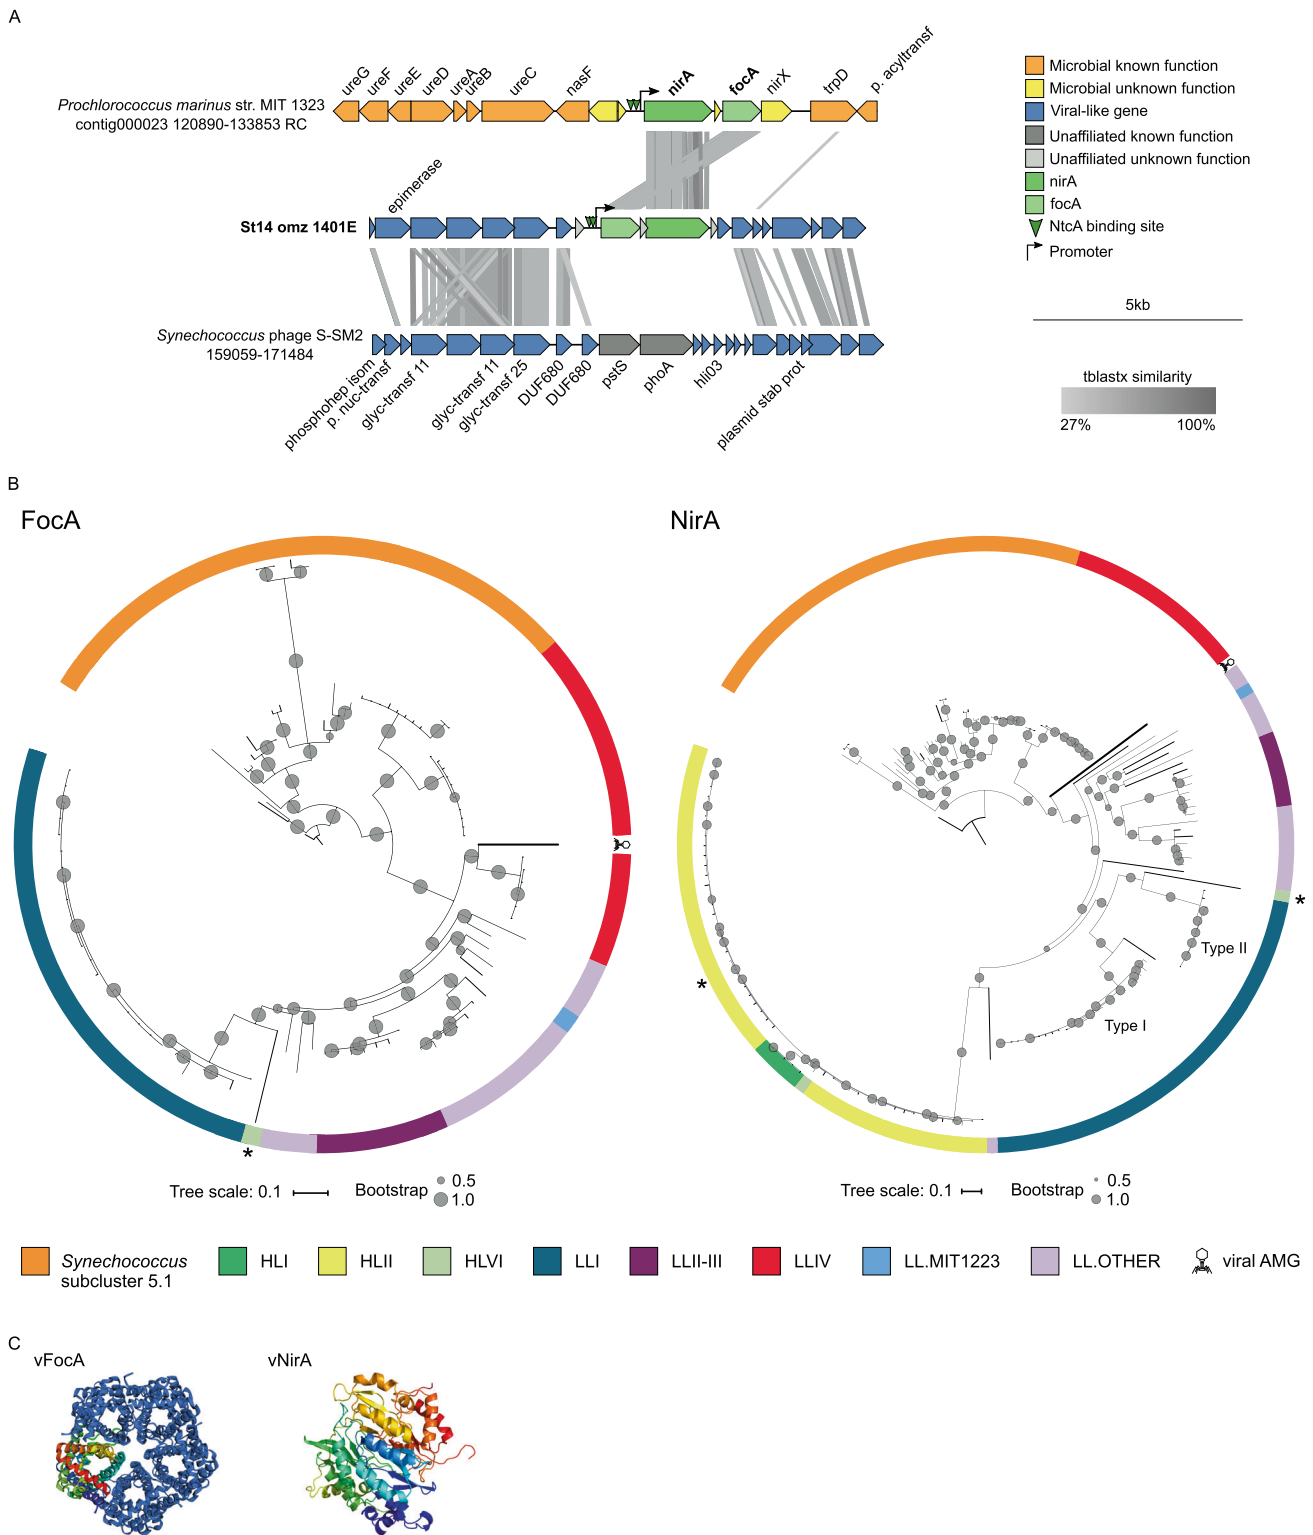 A
ureG
ureF
ureE
ureD
ureA
ureB
ureC
nasF
nirA
focA
nirX
trpD
p. acyltransf
Prochlorococcus marinus str. MIT 1323
contig000023 120890-133853 RC
epimerase
St14 omz 1401E
Synechococcus phage S-SM2
159059-171484
phosphohep isom
p. nuc-transf
glyc-transf 11
glyc-transf 11
glyc-transf 25
DUF680
DUF680
pstS
phoA
hli03
plasmid stab prot
Microbial known function
Microbial unknown function
Viral-like gene
Unaffiliated known function
Unaffiliated unknown function
nirA
focA
NtcA binding site
Promoter
5kb
tblastx similarity
27% 100%
B
FocA
NirA
*
*
*
Type II
Type I
Tree scale: 0.1
Bootstrap
0.5
1.0
Tree scale: 0.1
Bootstrap
0.5
1.0
Synechococcus
subcluster 5.1
HLI
HLII
HLVI
LLI
LLII-III
LLIV
LL.MIT1223
LL.OTHER
viral AMG
C
vFocA
vNirA